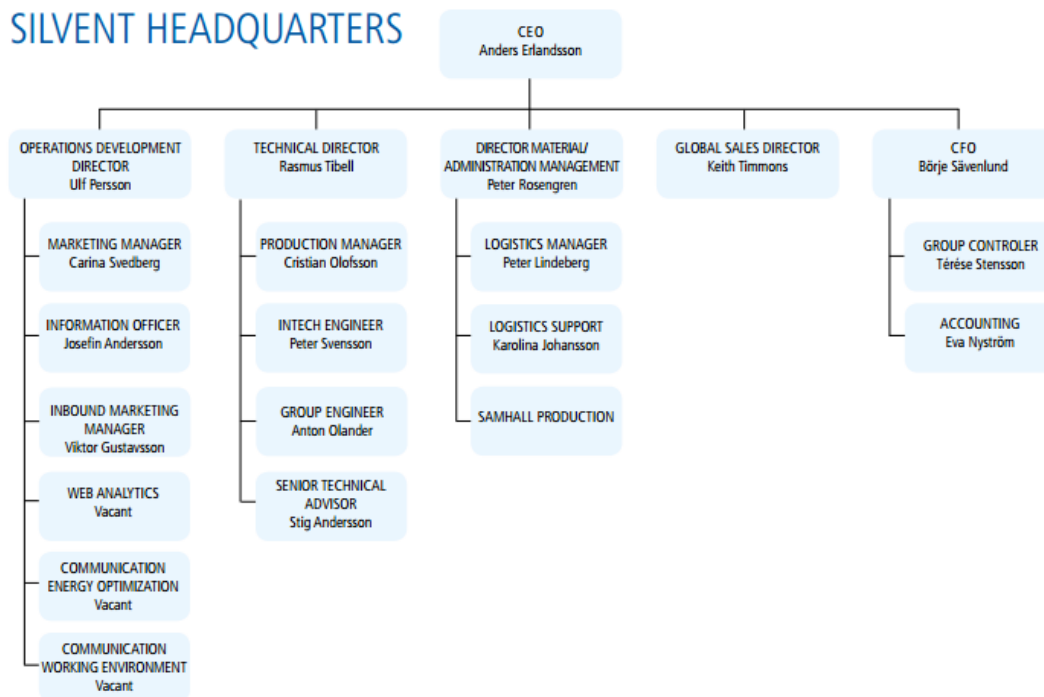 SILVENT HEADQUARTERS
CEO
Anders Erlandsson
OPERATIONS DEVELOPMENT
DIRECTOR
Ulf Persson
TECHNICAL DIRECTOR
Rasmus Tibell
DIRECTOR MATERIAL/
ADMINISTRATION MANAGEMENT
Peter Rosengren
GLOBAL SALES DIRECTOR
Keith Timmons
CFO
Börje Sävenlund
MARKETING MANAGER
Carina Svedberg
INFORMATION OFFICER
Josefin Andersson
INBOUND MARKETING
MANAGER
Viktor Gustavsson
WEB ANALYTICS
Vacant
COMMUNICATION
ENERGY OPTIMIZATION
Vacant
COMMUNICATION
WORKING ENVIRONMENT
Vacant
PRODUCTION MANAGER
Cristian Olofsson
INTECH ENGINEER
Peter Svensson
GROUP ENGINEER
Anton Olander
SENIOR TECHNICAL
ADVISOR
Stig Andersson
LOGISTICS MANAGER
Peter Lindeberg
LOGISTICS SUPPORT
Karolina Johansson
SAMHALL PRODUCTION
GROUP CONTROLER
Térése Stensson
ACCOUNTING
Eva Nyström